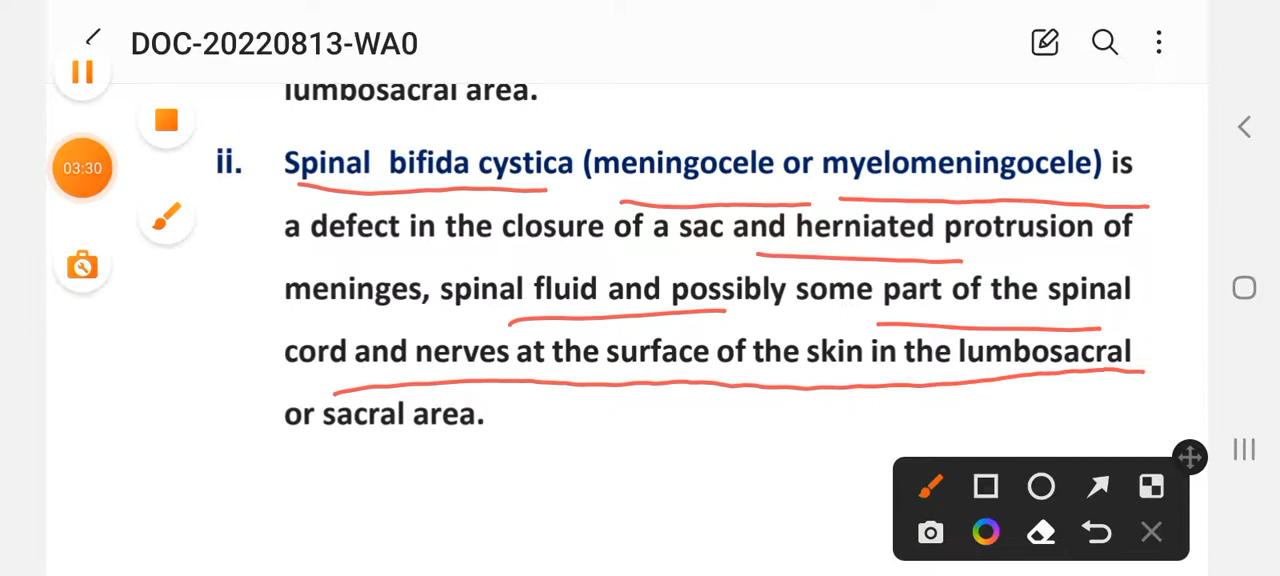 DOC-20220813-WA0
lumbosacral area.
03:30
ii. Spinal bifida cystica (meningocele or myelomeningocele) is
a defect in the closure of a sac and herniated protrusion of
meninges, spinal fluid and possibly some part of the spinal
cord and nerves at the surface of the skin in the lumbosacral
or sacral area.